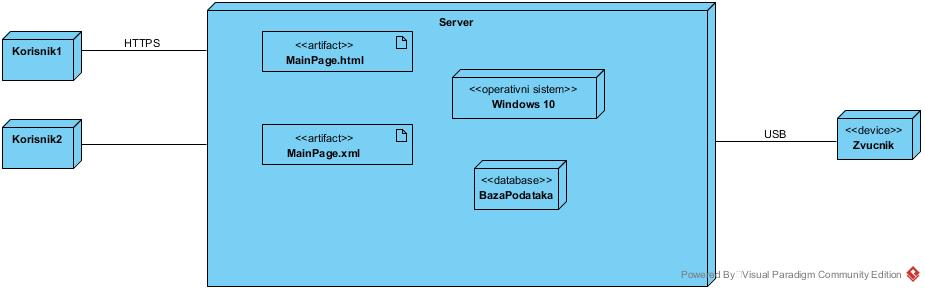 Server
<<artifact>>
MainPage.html
HTTPS
Korisnik1
<<operativni sistem>>
Windows 10
Korisnik2
<<artifact>>
MainPage.xml
USB
<<device>>
Zvucnik
<<database>>
BazaPodataka
Powered By Visual Paradigm Community Edition